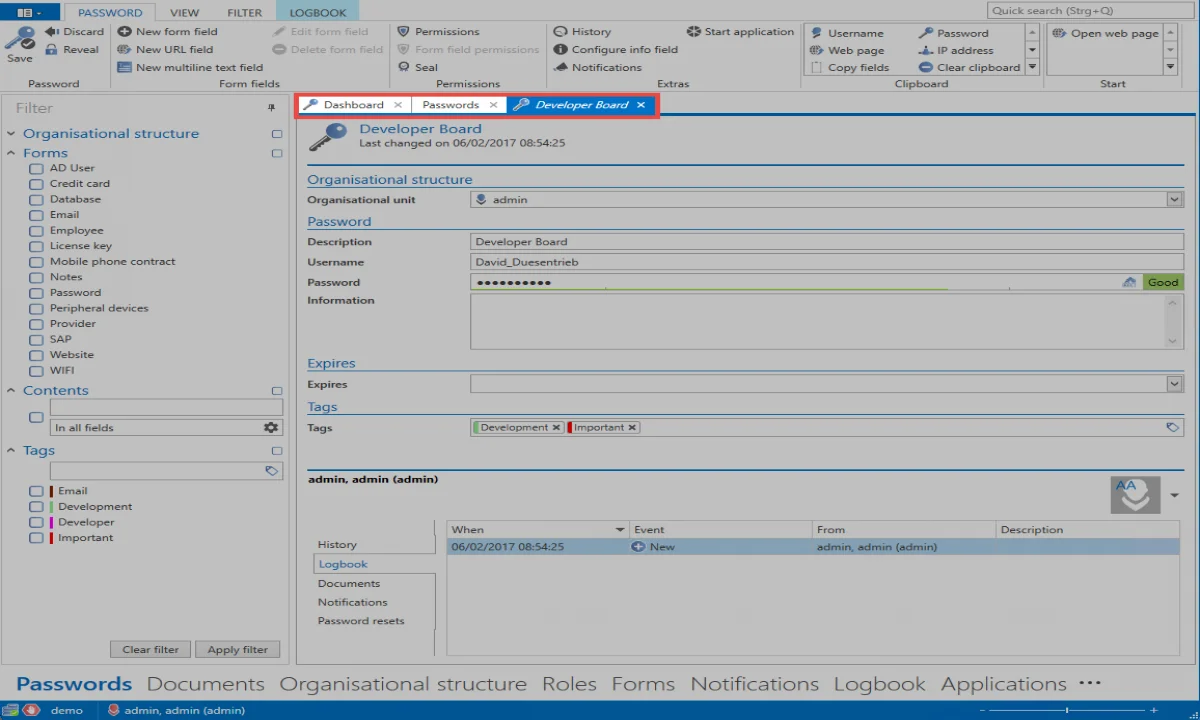 PASSWORD VIEW FILTER LOGBOOK Quick search (Strg+Q)
Save
Discard
Reveal
Password
New form field
New URL field
New multiline text field
Edit form field
Delete form field
Form fields
Permissions
Form field permissions
Seal
Permissions
History
Configure info field
Notifications
Start application
Extras
Username
Web page
Copy fields
Password
IP address
Clear clipboard
Clipboard
Open web page
Start
Filter
Organisational structure
Forms
AD User
Credit card
Database
Email
Employee
License key
Mobile phone contract
Notes
Password
Peripheral devices
Provider
SAP
Website
WIFI
Contents
In all fields
Tags
Email
Development
Developer
Important
Clear filter Apply filter
Dashboard Passwords Developer Board
Developer Board
Last changed on 06/02/2017 08:54:25
Organisational structure
Organisational unit admin
Password
Description Developer Board
Username David_Duesentrieb
Password •••••••••• Good
Information
Expires
Expires
Tags
Tags Development Important
admin, admin (admin)
AA
History
Logbook
Documents
Notifications
Password resets
When Event From Description
06/02/2017 08:54:25 New admin, admin (admin)
Passwords Documents Organisational structure Roles Forms Notifications Logbook Applications ···
demo admin, admin (admin)